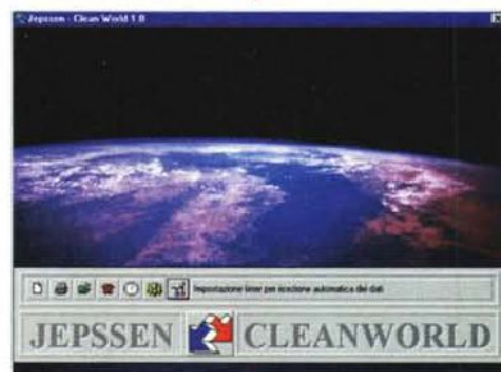 Jepssen - Clean World 1.0
Impostazione timer per ricezione automatica dei dati
JEPSSEN CLEANWORLD